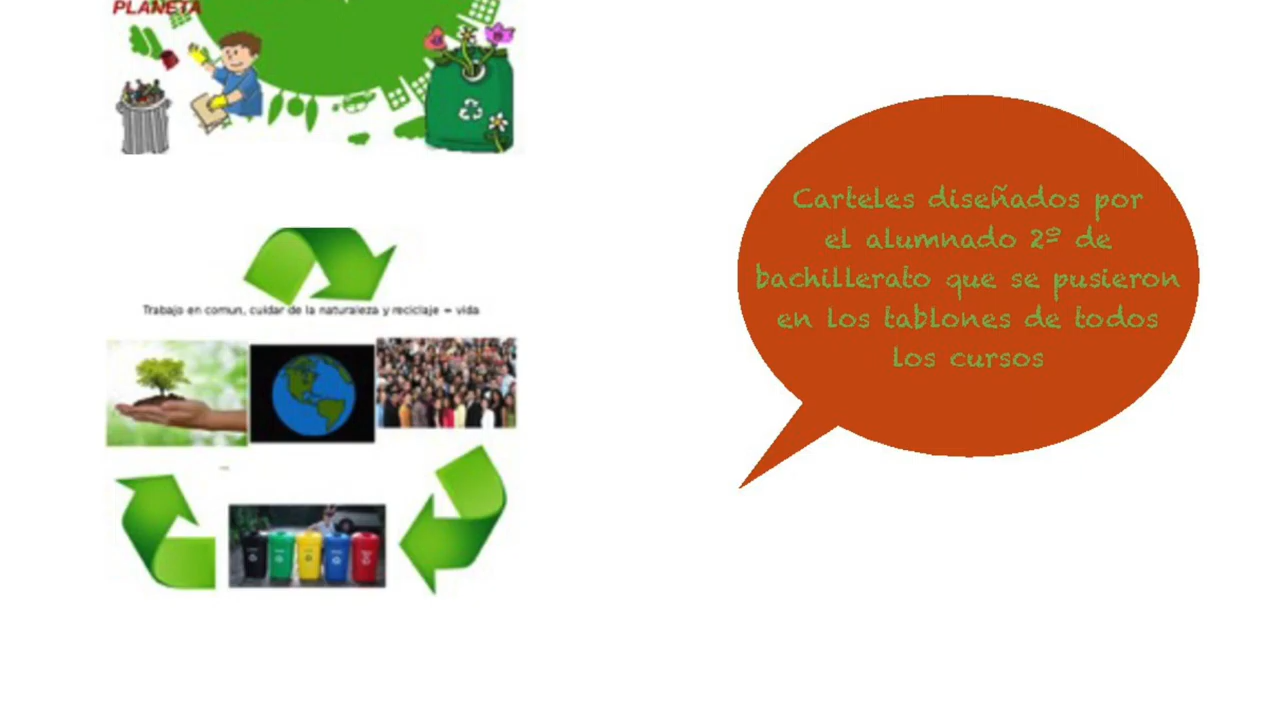 PLANETA
Trabajo en comun, cuidar de la naturaleza y reciclaje = vida
Carteles diseñados por
el alumnado 2º de
bachillerato que se pusieron
en los tablones de todos
los cursos